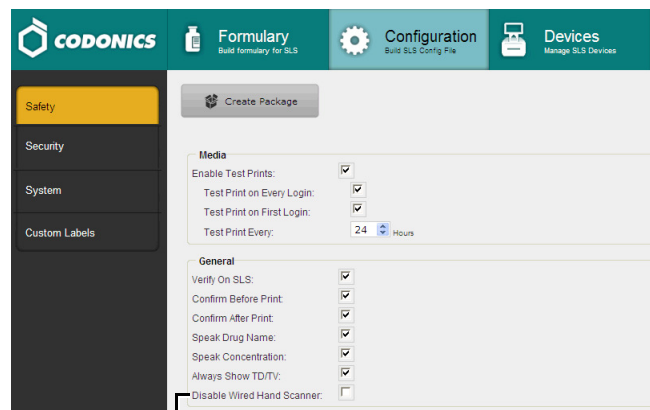 CODONICS
Formulary
Build formulary for SLS
Configuration
Build SLS Config File
Devices
Manage SLS Devices
Safety
Security
System
Custom Labels
Create Package
Media
Enable Test Prints:
Test Print on Every Login:
Test Print on First Login:
Test Print Every: 24 Hours
General
Verify On SLS:
Confirm Before Print:
Confirm After Print:
Speak Drug Name:
Speak Concentration:
Always Show TD/TV:
Disable Wired Hand Scanner: